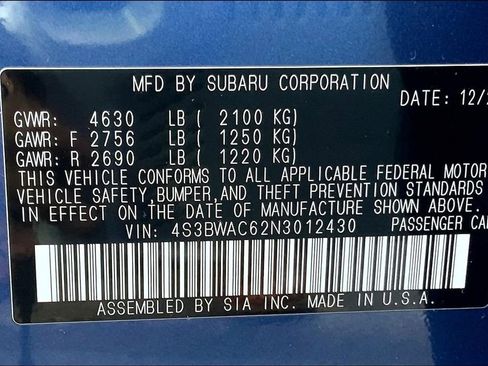 MFD BY SUBARU CORPORATION
DATE: 12/
GVWR: 4630 LB ( 2100 KG)
GAWR: F 2756 LB ( 1250 KG)
GAWR: R 2690 LB ( 1220 KG)
THIS VEHICLE CONFORMS TO ALL APPLICABLE FEDERAL MOTOR
VEHICLE SAFETY,BUMPER,AND THEFT PREVENTION STANDARDS
IN EFFECT ON THE DATE OF MANUFACTURE SHOWN ABOVE.
VIN: 4S3BWAC62N3012430 PASSENGER CA
ASSEMBLED BY SIA INC. MADE IN U.S.A.